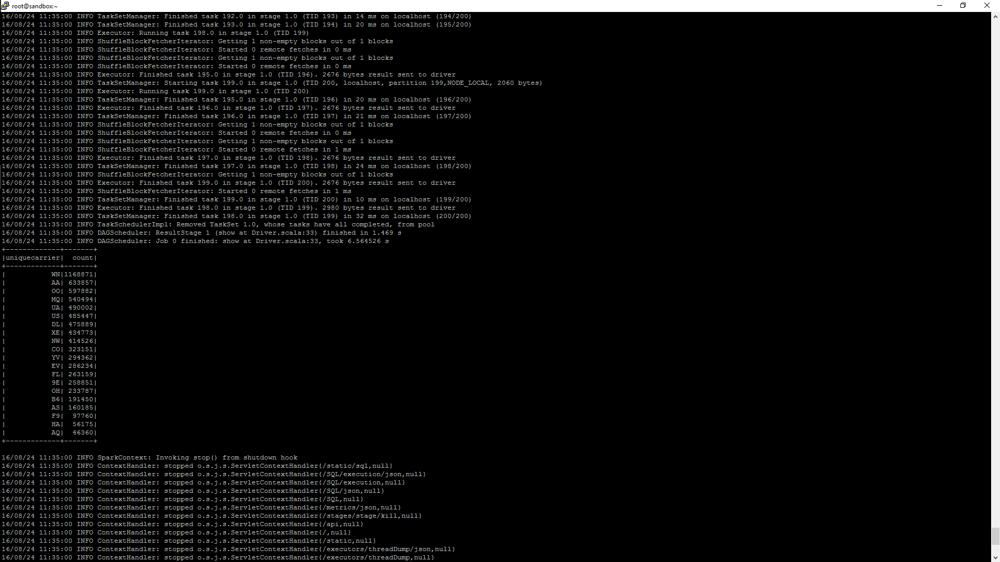 root@sandbox:~
16/08/24 11:35:00 INFO TaskSetManager: Finished task 192.0 in stage 1.0 (TID 193) in 14 ms on localhost (194/200)
16/08/24 11:35:00 INFO TaskSetManager: Finished task 193.0 in stage 1.0 (TID 194) in 20 ms on localhost (195/200)
16/08/24 11:35:00 INFO Executor: Running task 198.0 in stage 1.0 (TID 199)
16/08/24 11:35:00 INFO ShuffleBlockFetcherIterator: Getting 1 non-empty blocks out of 1 blocks
16/08/24 11:35:00 INFO ShuffleBlockFetcherIterator: Started 0 remote fetches in 0 ms
16/08/24 11:35:00 INFO ShuffleBlockFetcherIterator: Getting 1 non-empty blocks out of 1 blocks
16/08/24 11:35:00 INFO ShuffleBlockFetcherIterator: Started 0 remote fetches in 0 ms
16/08/24 11:35:00 INFO Executor: Finished task 195.0 in stage 1.0 (TID 196). 2676 bytes result sent to driver
16/08/24 11:35:00 INFO TaskSetManager: Starting task 199.0 in stage 1.0 (TID 200, localhost, partition 199,NODE_LOCAL, 2060 bytes)
16/08/24 11:35:00 INFO Executor: Running task 199.0 in stage 1.0 (TID 200)
16/08/24 11:35:00 INFO TaskSetManager: Finished task 195.0 in stage 1.0 (TID 196) in 20 ms on localhost (196/200)
16/08/24 11:35:00 INFO Executor: Finished task 196.0 in stage 1.0 (TID 197). 2676 bytes result sent to driver
16/08/24 11:35:00 INFO TaskSetManager: Finished task 196.0 in stage 1.0 (TID 197) in 21 ms on localhost (197/200)
16/08/24 11:35:00 INFO ShuffleBlockFetcherIterator: Getting 1 non-empty blocks out of 1 blocks
16/08/24 11:35:00 INFO ShuffleBlockFetcherIterator: Started 0 remote fetches in 0 ms
16/08/24 11:35:00 INFO ShuffleBlockFetcherIterator: Getting 1 non-empty blocks out of 1 blocks
16/08/24 11:35:00 INFO ShuffleBlockFetcherIterator: Started 0 remote fetches in 1 ms
16/08/24 11:35:00 INFO Executor: Finished task 197.0 in stage 1.0 (TID 198). 2676 bytes result sent to driver
16/08/24 11:35:00 INFO TaskSetManager: Finished task 197.0 in stage 1.0 (TID 198) in 24 ms on localhost (198/200)
16/08/24 11:35:00 INFO ShuffleBlockFetcherIterator: Getting 1 non-empty blocks out of 1 blocks
16/08/24 11:35:00 INFO Executor: Finished task 199.0 in stage 1.0 (TID 200). 2676 bytes result sent to driver
16/08/24 11:35:00 INFO ShuffleBlockFetcherIterator: Started 0 remote fetches in 1 ms
16/08/24 11:35:00 INFO TaskSetManager: Finished task 199.0 in stage 1.0 (TID 200) in 10 ms on localhost (199/200)
16/08/24 11:35:00 INFO Executor: Finished task 198.0 in stage 1.0 (TID 199). 2980 bytes result sent to driver
16/08/24 11:35:00 INFO TaskSetManager: Finished task 198.0 in stage 1.0 (TID 199) in 32 ms on localhost (200/200)
16/08/24 11:35:00 INFO TaskSchedulerImpl: Removed TaskSet 1.0, whose tasks have all completed, from pool
16/08/24 11:35:00 INFO DAGScheduler: ResultStage 1 (show at Driver.scala:33) finished in 1.469 s
16/08/24 11:35:00 INFO DAGScheduler: Job 0 finished: show at Driver.scala:33, took 6.564526 s
+-------------+-------+
|uniquecarrier|  count|
+-------------+-------+
|           WN|1168871|
|           AA| 633857|
|           OO| 597882|
|           MQ| 540494|
|           UA| 490002|
|           US| 485447|
|           DL| 475889|
|           XE| 434773|
|           NW| 414526|
|           CO| 323151|
|           YV| 294362|
|           EV| 286234|
|           FL| 263159|
|           9E| 258851|
|           OH| 233787|
|           B6| 191450|
|           AS| 160185|
|           F9|  97760|
|           HA|  56175|
|           AQ|  46360|
+-------------+-------+
16/08/24 11:35:00 INFO SparkContext: Invoking stop() from shutdown hook
16/08/24 11:35:00 INFO ContextHandler: stopped o.s.j.s.ServletContextHandler{/static/sql,null}
16/08/24 11:35:00 INFO ContextHandler: stopped o.s.j.s.ServletContextHandler{/SQL/execution/json,null}
16/08/24 11:35:00 INFO ContextHandler: stopped o.s.j.s.ServletContextHandler{/SQL/execution,null}
16/08/24 11:35:00 INFO ContextHandler: stopped o.s.j.s.ServletContextHandler{/SQL/json,null}
16/08/24 11:35:00 INFO ContextHandler: stopped o.s.j.s.ServletContextHandler{/SQL,null}
16/08/24 11:35:00 INFO ContextHandler: stopped o.s.j.s.ServletContextHandler{/metrics/json,null}
16/08/24 11:35:00 INFO ContextHandler: stopped o.s.j.s.ServletContextHandler{/stages/stage/kill,null}
16/08/24 11:35:00 INFO ContextHandler: stopped o.s.j.s.ServletContextHandler{/api,null}
16/08/24 11:35:00 INFO ContextHandler: stopped o.s.j.s.ServletContextHandler{/,null}
16/08/24 11:35:00 INFO ContextHandler: stopped o.s.j.s.ServletContextHandler{/static,null}
16/08/24 11:35:00 INFO ContextHandler: stopped o.s.j.s.ServletContextHandler{/executors/threadDump/json,null}
16/08/24 11:35:00 INFO ContextHandler: stopped o.s.j.s.ServletContextHandler{/executors/threadDump,null}